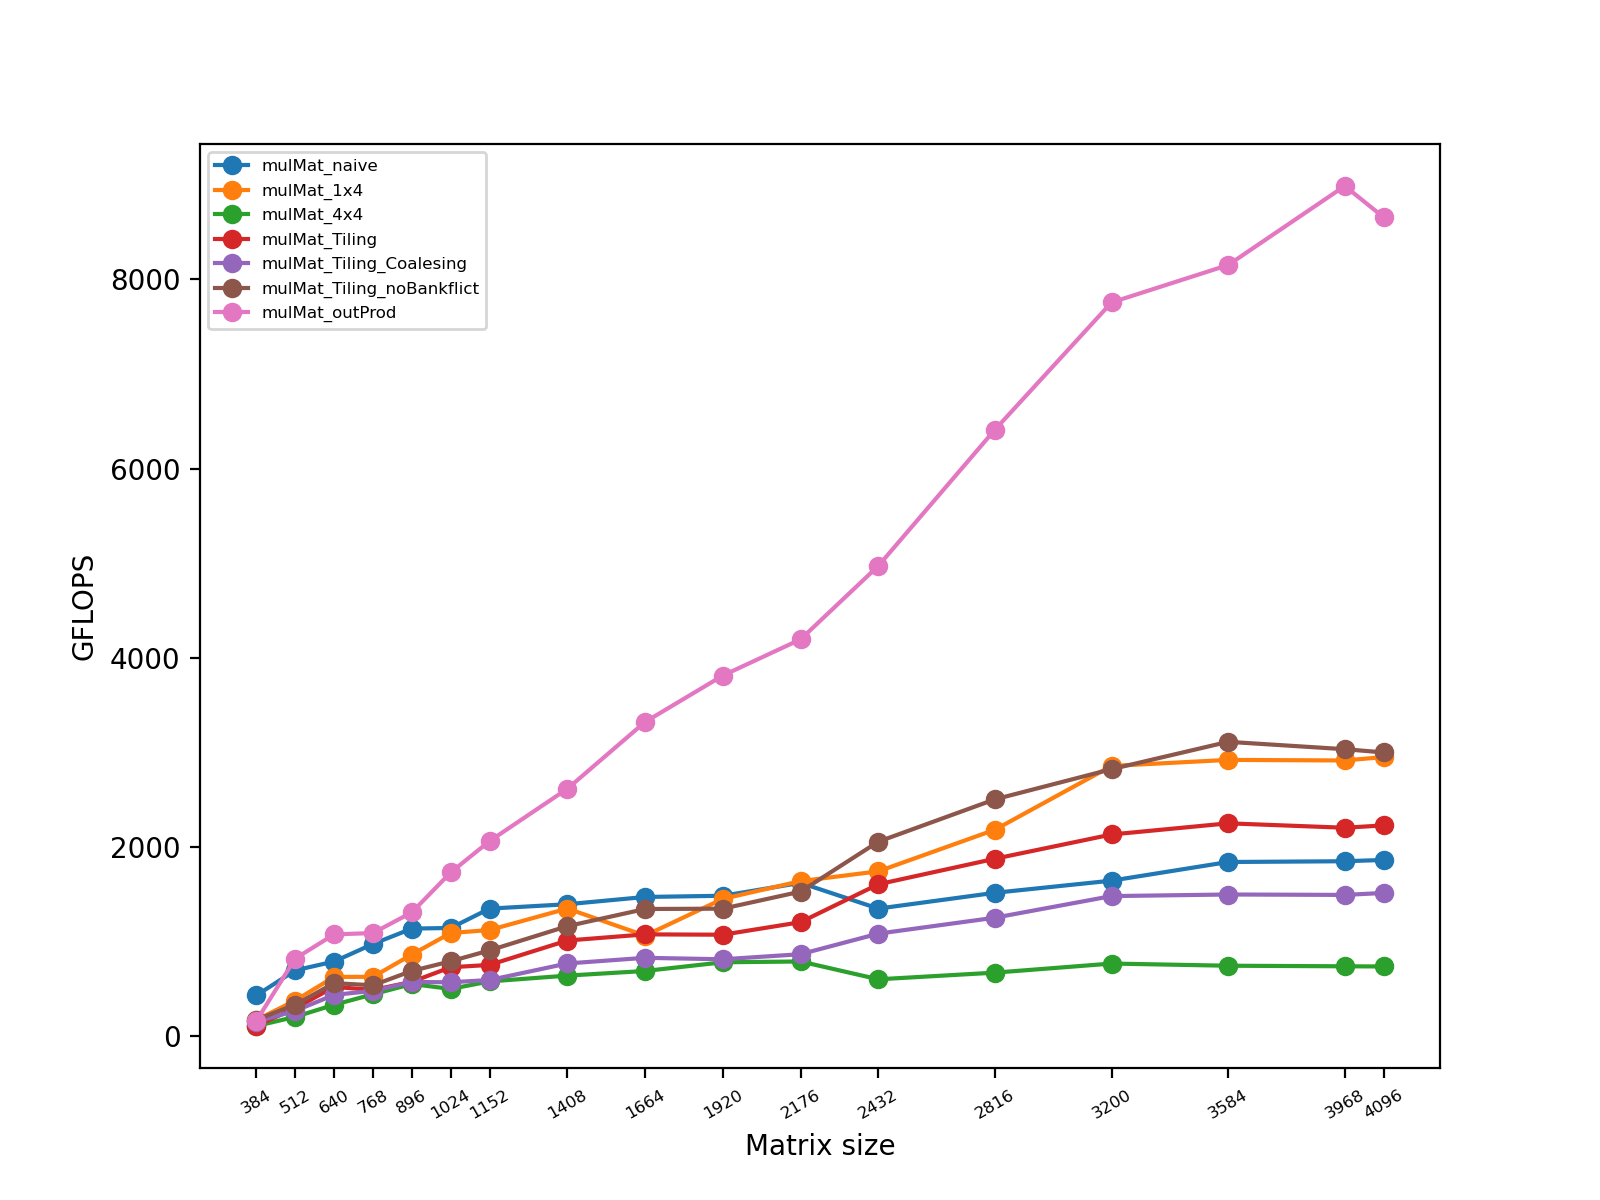 mulMat_naive
mulMat_1x4
mulMat_4x4
mulMat_Tiling
mulMat_Tiling_Coalesing
mulMat_Tiling_noBankflict
mulMat_outProd
8000
6000
4000
2000
0
GFLOPS
384 512 640 768 896 1024 1152 1408 1664 1920 2176 2432 2816 3200 3584 3968 4096
Matrix size